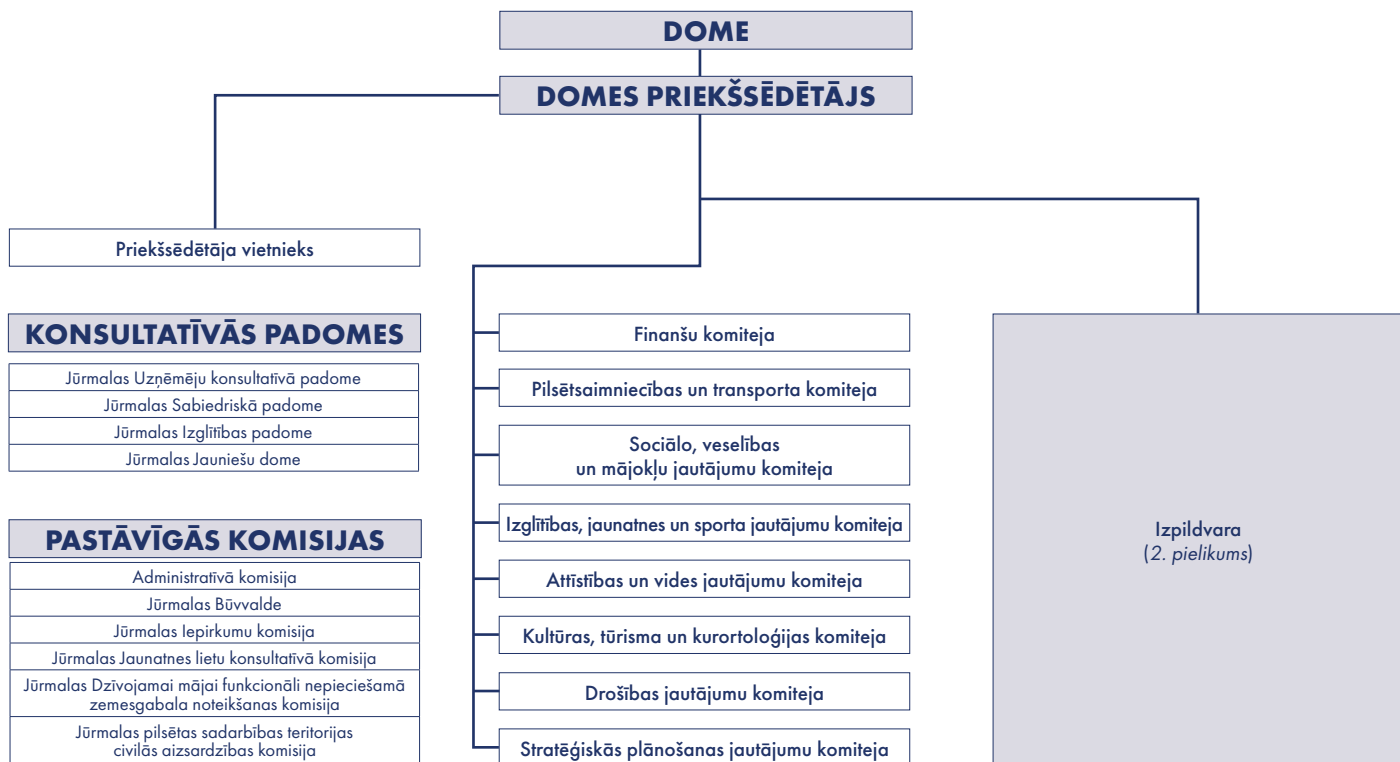 DOME
DOMES PRIEKŠSĒDĒTĀJS
Priekšsēdētāja vietnieks
KONSULTATĪVĀS PADOMES
Jūrmalas Uzņēmēju konsultatīvā padome
Jūrmalas Sabiedriskā padome
Jūrmalas Izglītības padome
Jūrmalas Jauniešu dome
PASTĀVĪGĀS KOMISIJAS
Administratīvā komisija
Jūrmalas Būvvalde
Jūrmalas Iepirkumu komisija
Jūrmalas Jaunatnes lietu konsultatīvā komisija
Jūrmalas Dzīvojamai mājai funkcionāli nepieciešamā
zemesgabala noteikšanas komisija
Jūrmalas pilsētas sadarbības teritorijas
civilās aizsardzības komisija
Finanšu komiteja
Pilsētsaimniecības un transporta komiteja
Sociālo, veselības
un mājokļu jautājumu komiteja
Izglītības, jaunatnes un sporta jautājumu komiteja
Attīstības un vides jautājumu komiteja
Kultūras, tūrisma un kurortoloģijas komiteja
Drošības jautājumu komiteja
Stratēģiskās plānošanas jautājumu komiteja
Izpildvara
(2. pielikums)